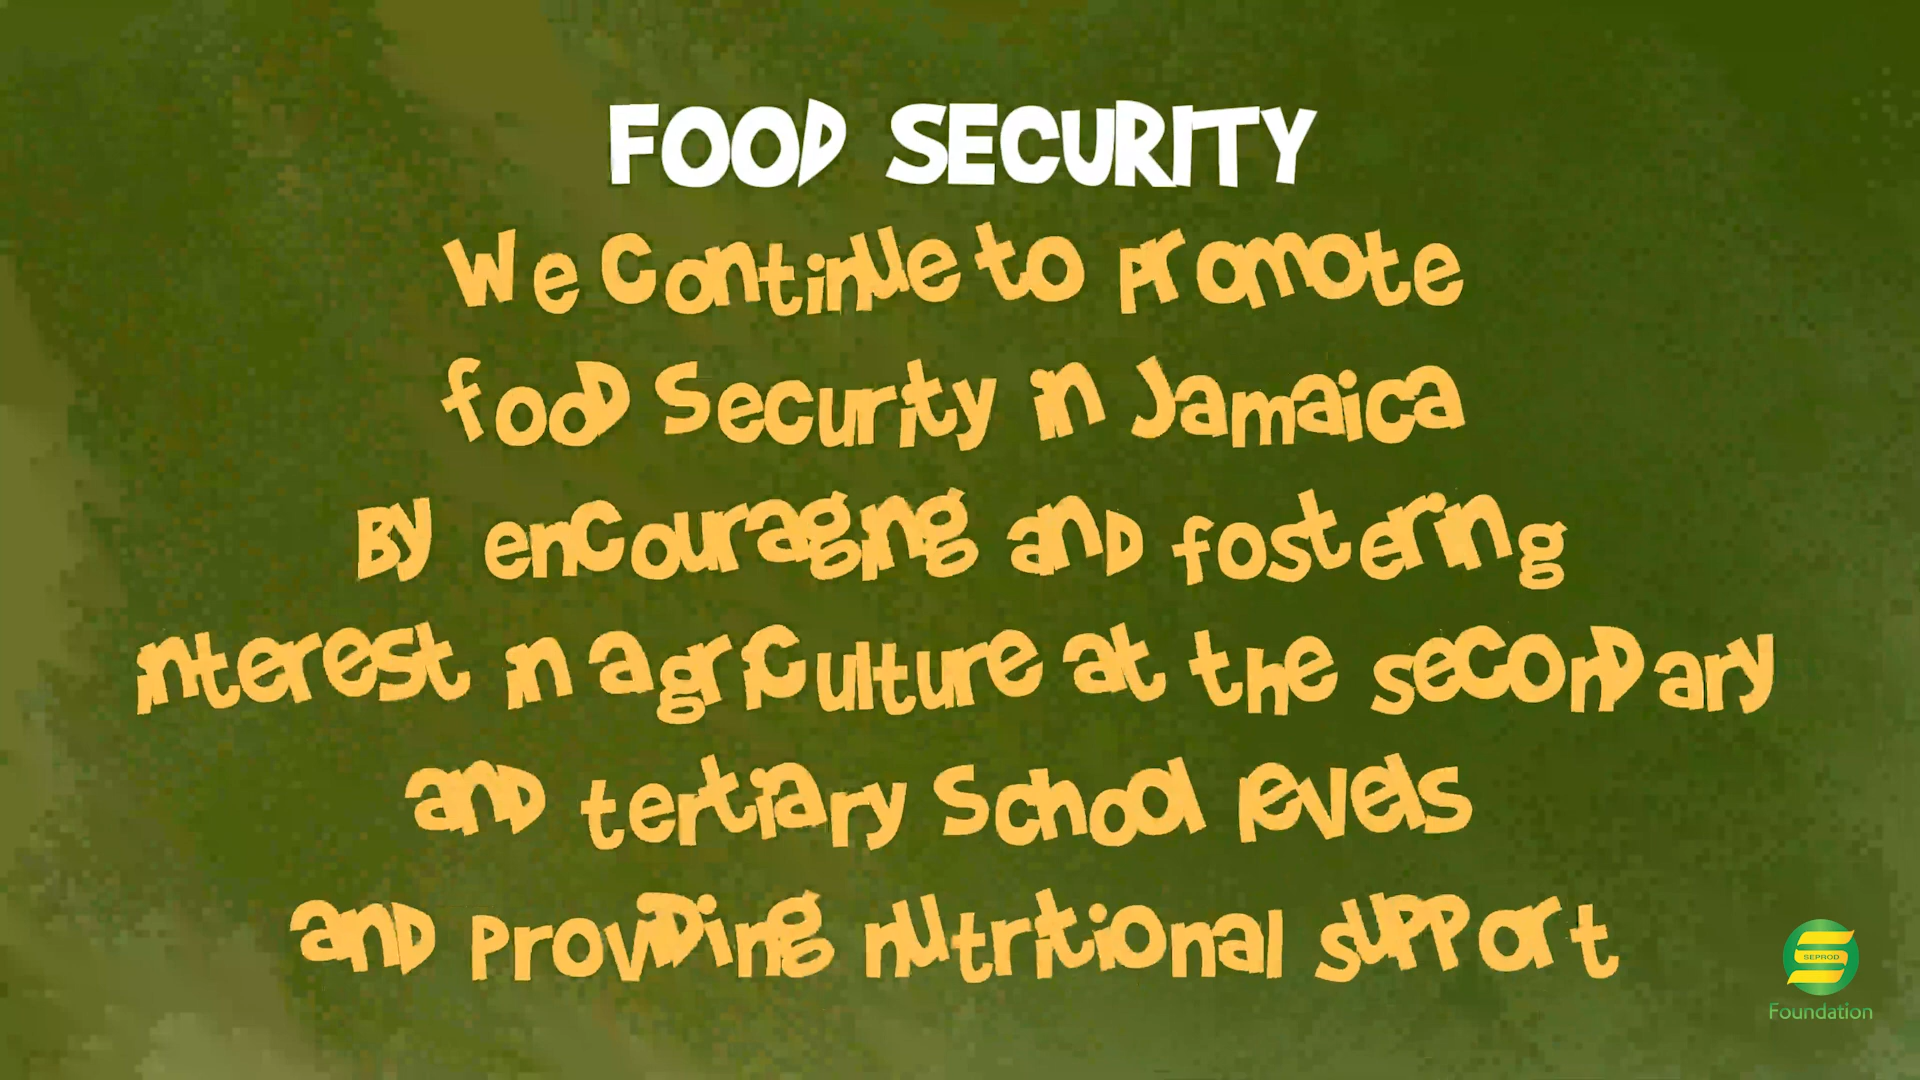 FOOD SECURITY
We Continue to promote
fooD Security in Jamaica
By enCouraging anD fostering
interest in agriCulture at the seConDary
anD tertiary School levels
anD proviDing nutritional support
SEPROD
Foundation